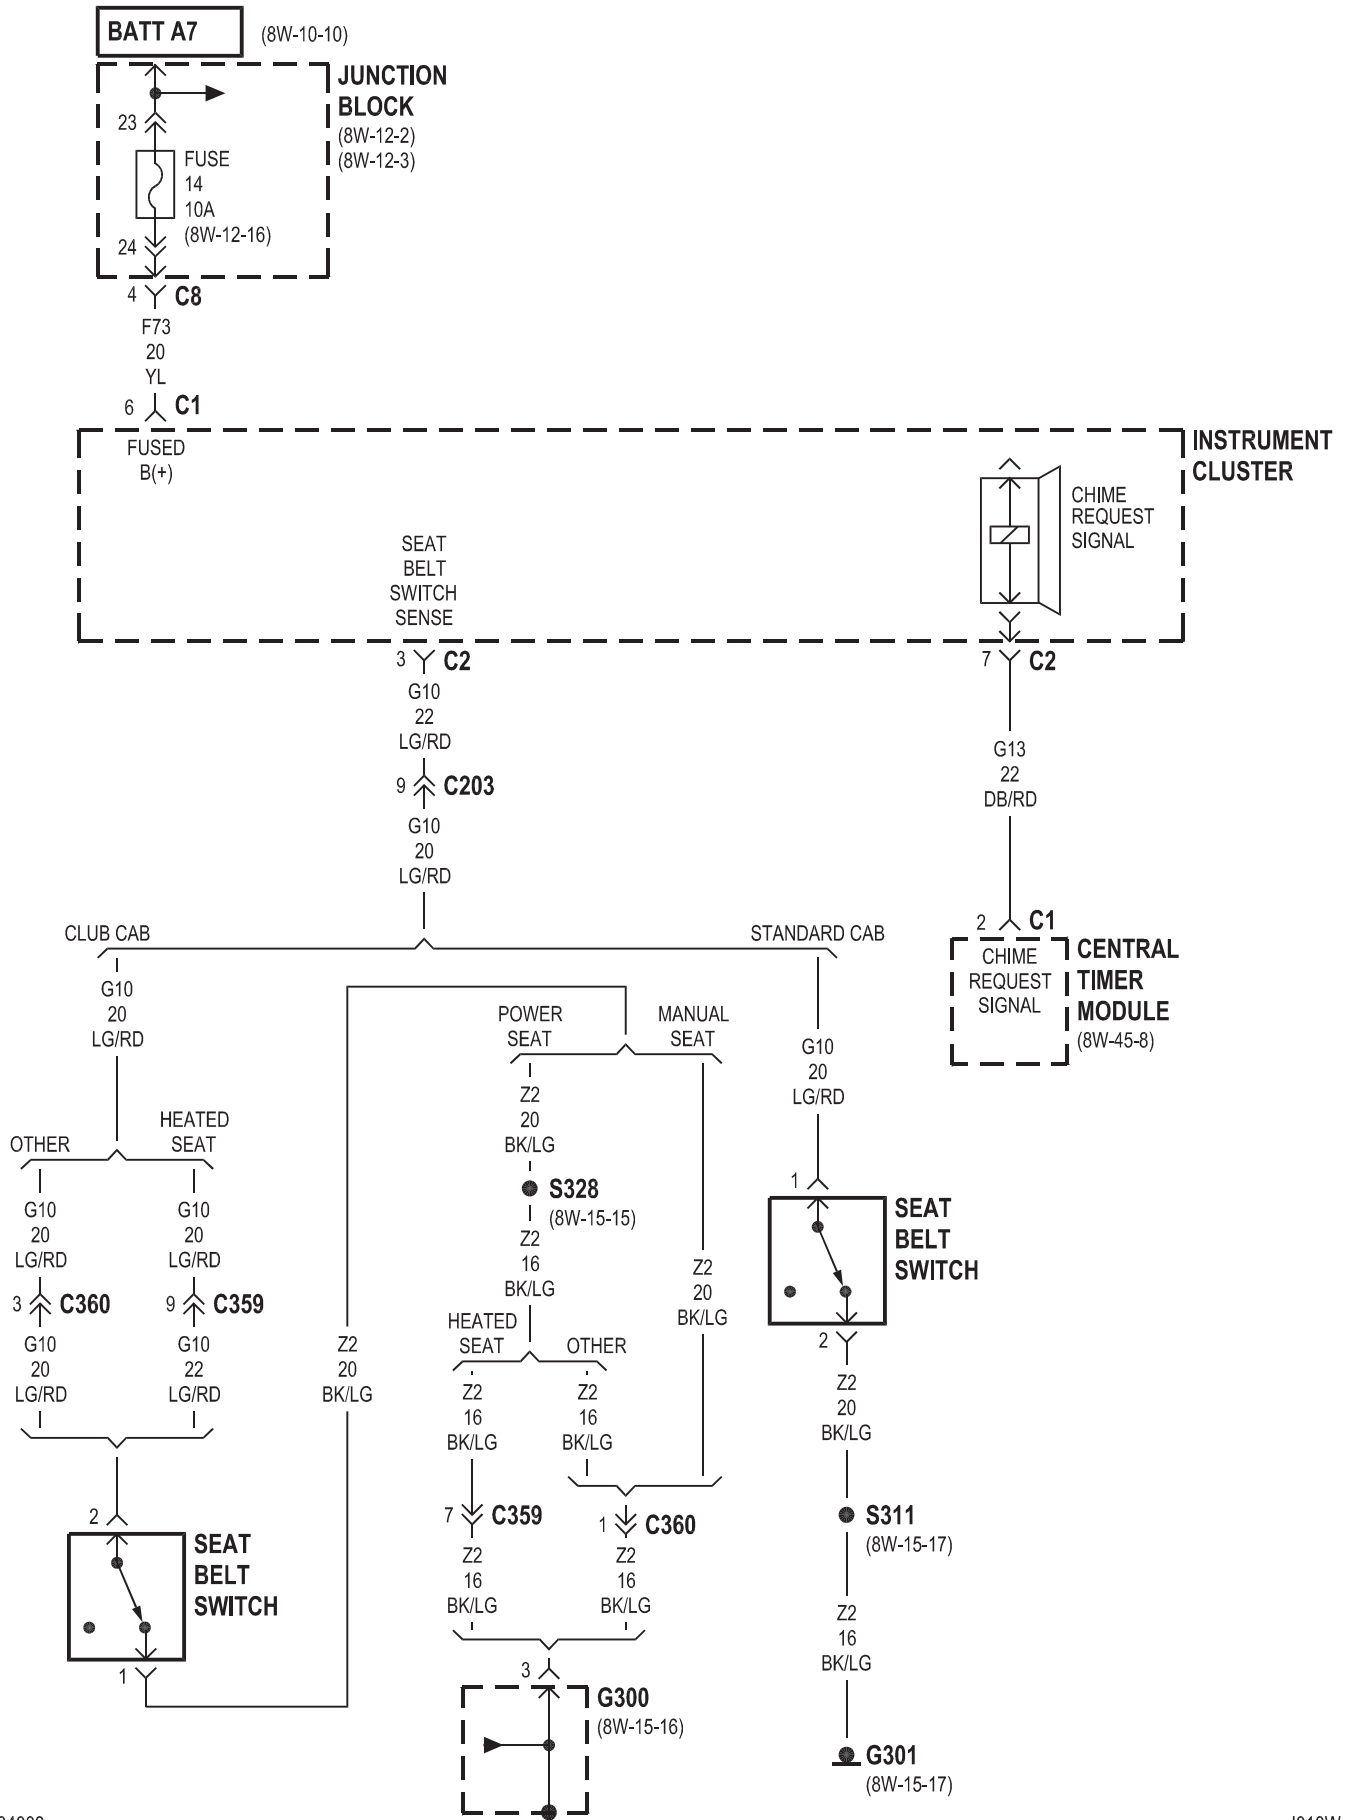 BATT A7
(8W-10-10)
JUNCTION
BLOCK
(8W-12-2)
(8W-12-3)
23
FUSE
14
10A
(8W-12-16)
24
4
C8
F73
20
YL
6
C1
FUSED
B(+)
INSTRUMENT
CLUSTER
CHIME
REQUEST
SIGNAL
SEAT
BELT
SWITCH
SENSE
3
C2
7
C2
G10
22
LG/RD
G13
22
DB/RD
9
C203
G10
20
LG/RD
2
C1
CHIME
REQUEST
SIGNAL
CENTRAL
TIMER
MODULE
(8W-45-8)
CLUB CAB
STANDARD CAB
G10
20
LG/RD
POWER
SEAT
MANUAL
SEAT
G10
20
LG/RD
Z2
20
BK/LG
OTHER
HEATED
SEAT
S328
(8W-15-15)
1
SEAT
BELT
SWITCH
G10
20
LG/RD
G10
20
LG/RD
Z2
16
BK/LG
Z2
20
BK/LG
3
C360
9
C359
G10
20
LG/RD
G10
22
LG/RD
Z2
20
BK/LG
HEATED
SEAT
OTHER
2
Z2
16
BK/LG
Z2
16
BK/LG
Z2
20
BK/LG
2
SEAT
BELT
SWITCH
7
C359
1
C360
S311
(8W-15-17)
Z2
16
BK/LG
Z2
16
BK/LG
Z2
16
BK/LG
1
3
G300
(8W-15-16)
G301
(8W-15-17)